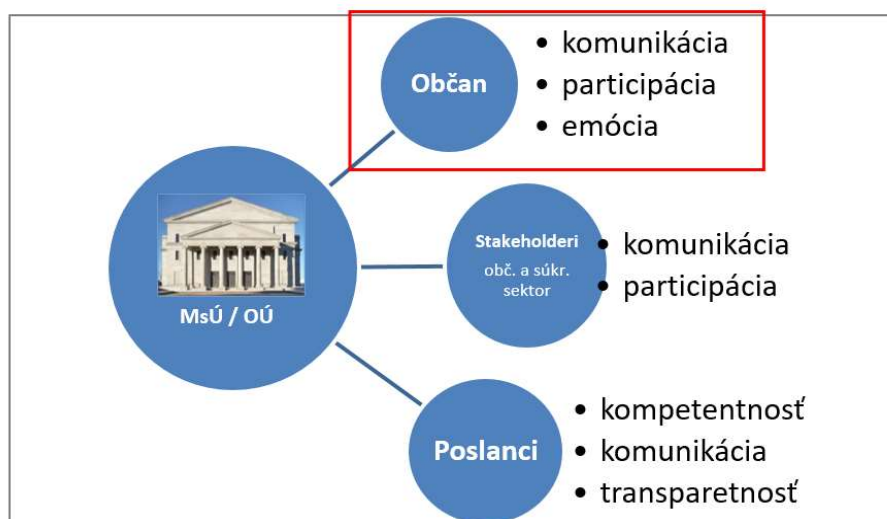 Občan
• komunikácia
• participácia
• emócia
MsÚ / OÚ
Stakeholderi
obč. a súkr.
sektor
• komunikácia
• participácia
Poslanci
• kompetentnosť
• komunikácia
• transparetnosť